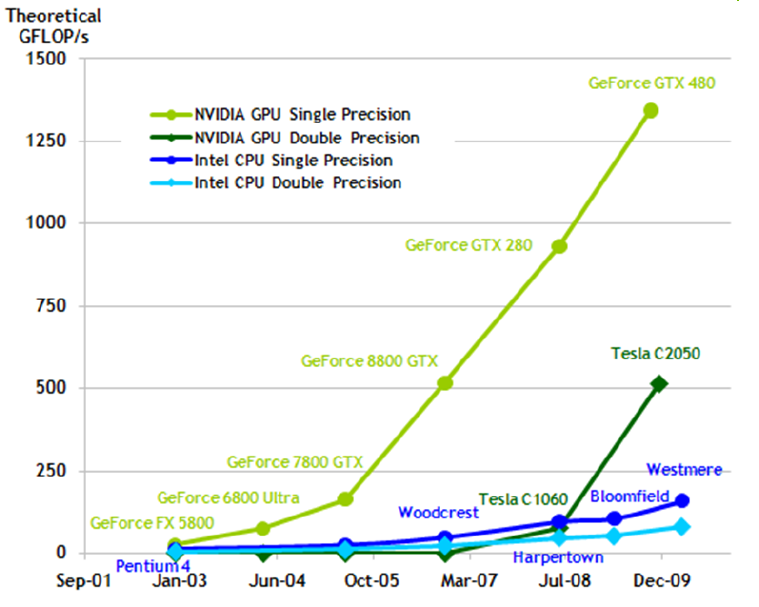 Theoretical
GFLOP/s
1500
1250
1000
750
500
250
0
NVIDIA GPU Single Precision
NVIDIA GPU Double Precision
Intel CPU Single Precision
Intel CPU Double Precision
GeForce GTX 480
GeForce GTX 280
GeForce 8800 GTX
Tesla C2050
GeForce 7800 GTX
Westmere
GeForce 6800 Ultra
Tesla C1060
Bloomfield
Woodcrest
GeForce FX 5800
Harpertown
Pentium 4
Sep-01
Jan-03
Jun-04
Oct-05
Mar-07
Jul-08
Dec-09